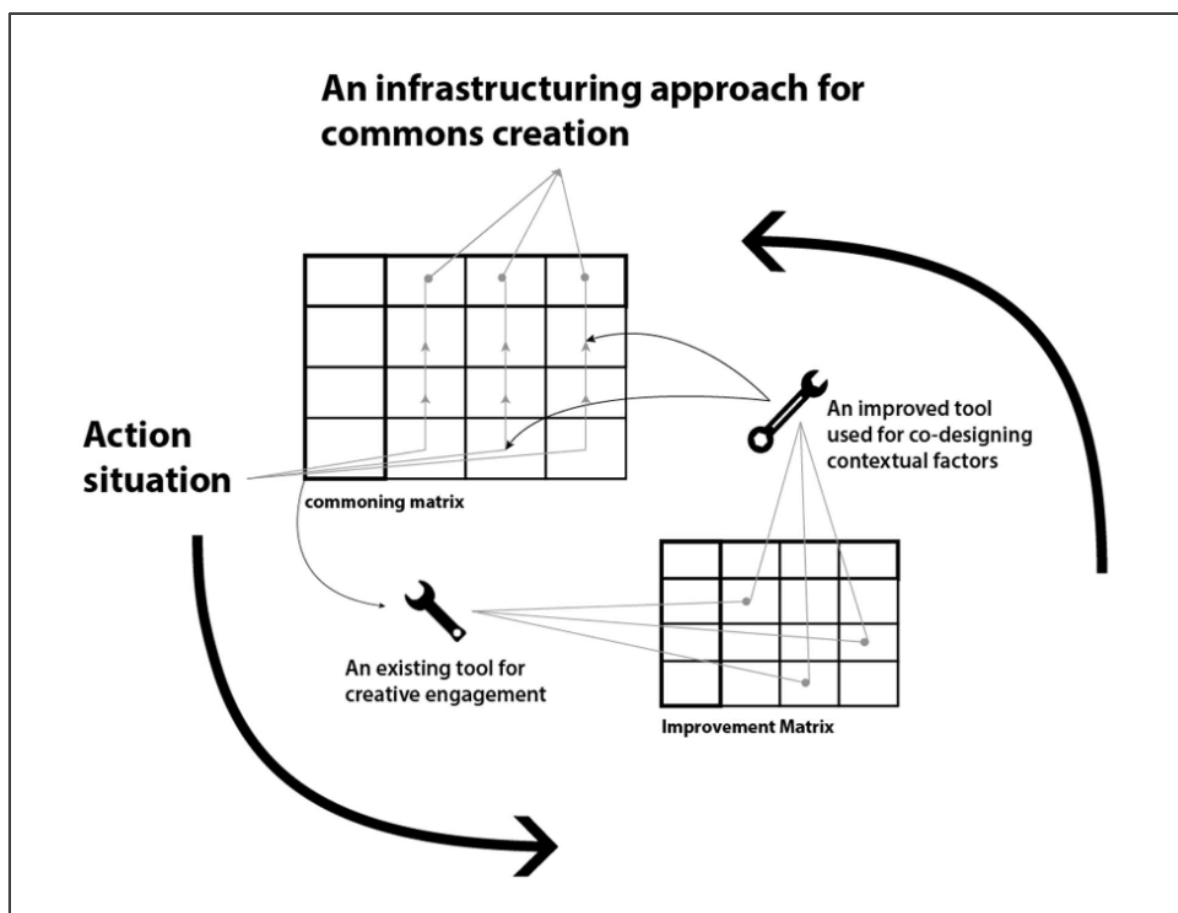 An infrastructuring approach for
commons creation
Action
situation
commoning matrix
An improved tool
used for co-designing
contextual factors
An existing tool for
creative engagement
Improvement Matrix